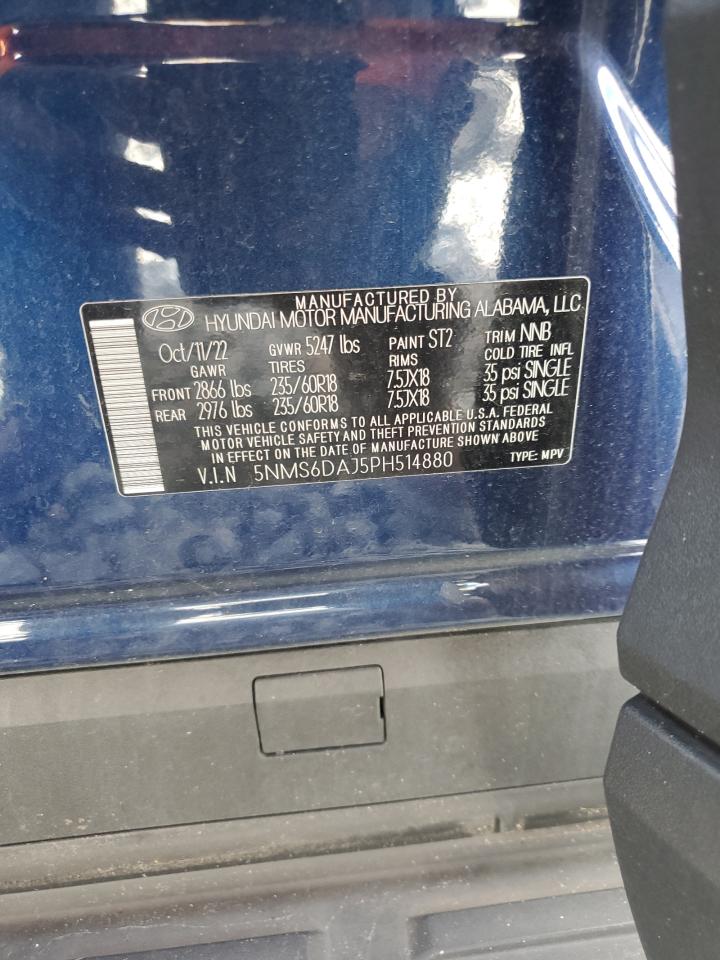 MANUFACTURED BY
HYUNDAI MOTOR MANUFACTURING ALABAMA, LLC
Oct/11/22 GVWR 5247 lbs PAINT ST2 TRIM NNB
GAWR TIRES RIMS COLD TIRE INFL
FRONT 2866 lbs 235/60R18 7.5JX18 35 psi SINGLE
REAR 2976 lbs 235/60R18 7.5JX18 35 psi SINGLE
THIS VEHICLE CONFORMS TO ALL APPLICABLE U.S.A. FEDERAL
MOTOR VEHICLE SAFETY AND THEFT PREVENTION STANDARDS
IN EFFECT ON THE DATE OF MANUFACTURE SHOWN ABOVE
V.I.N 5NMS6DAJ5PH514880 TYPE: MPV